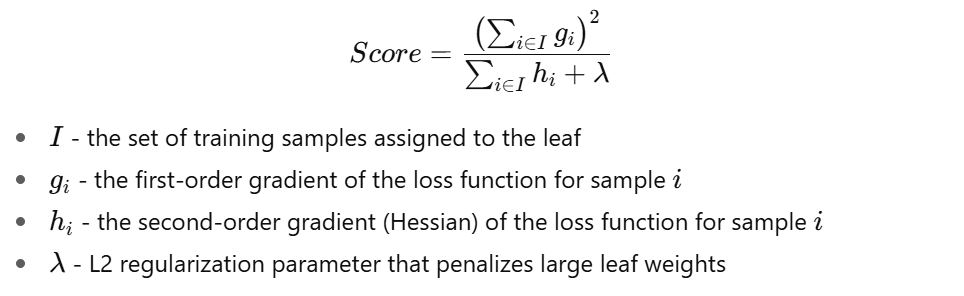 Score = (∑_{i∈I} g_i)^2 / (∑_{i∈I} h_i + λ)
• I - the set of training samples assigned to the leaf
• g_i - the first-order gradient of the loss function for sample i
• h_i - the second-order gradient (Hessian) of the loss function for sample i
• λ - L2 regularization parameter that penalizes large leaf weights